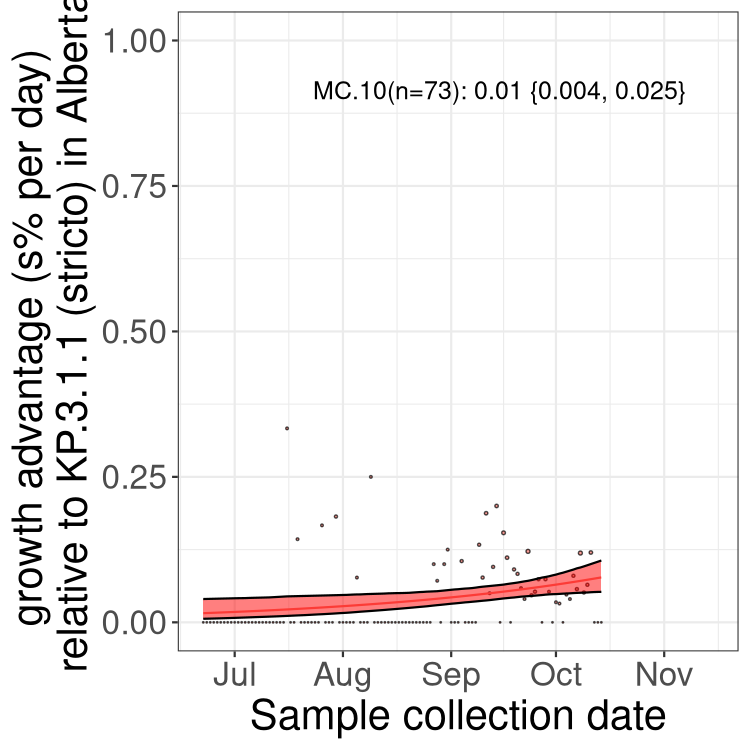 growth advantage (s% per day)
relative to KP.3.1.1 (stricto) in Alberta
1.00
0.75
0.50
0.25
0.00
MC.10(n=73): 0.01 {0.004, 0.025}
Jul Aug Sep Oct Nov
Sample collection date